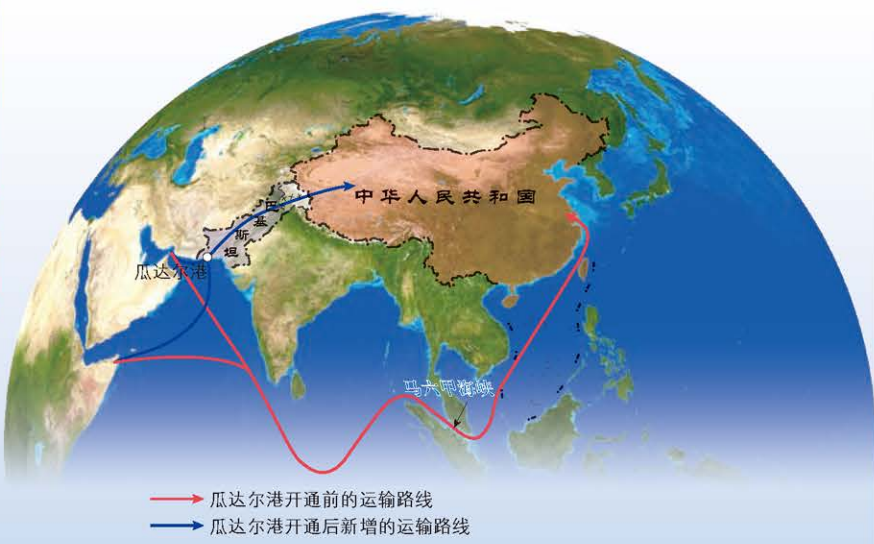 中华人民共和国
巴基斯坦
瓜达尔港
马六甲海峡
瓜达尔港开通前的运输路线
瓜达尔港开通后新增的运输路线